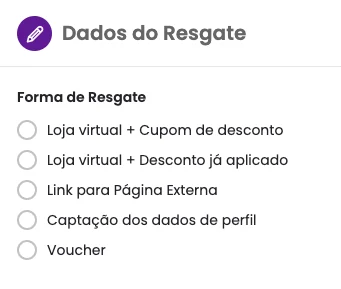 Dados do Resgate
Forma de Resgate
Loja virtual + Cupom de desconto
Loja virtual + Desconto já aplicado
Link para Página Externa
Captação dos dados de perfil
Voucher